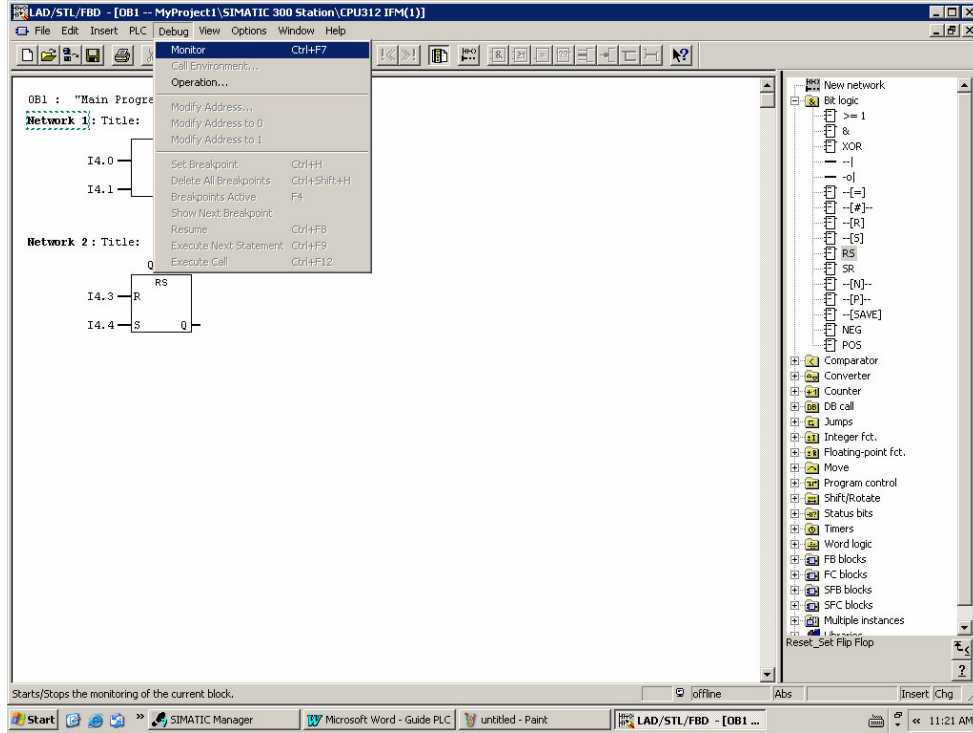 LAD/STL/FBD - [OB1 -- MyProject1\SIMATIC 300 Station\CPU312 IFM(1)]
File Edit Insert PLC Debug View Options Window Help
Monitor Ctrl+F7
Call Environment...
Operation...
Modify Address...
Modify Address to 0
Modify Address to 1
Set Breakpoint Ctrl+H
Delete All Breakpoints Ctrl+Shift+H
Breakpoints Active F4
Show Next Breakpoint
Resume Ctrl+F8
Execute Next Statement Ctrl+F9
Execute Call Ctrl+F12
OB1 : "Main Progra
Network 1: Title:
I4.0
I4.1
Network 2: Title:
Q
RS
I4.3 R
I4.4 S Q
New network
Bit logic
>= 1
&
XOR
--|
-o|
--[=]
--[#]--
--[R]
--[S]
RS
SR
--[N]--
--[P]--
--[SAVE]
NEG
POS
Comparator
Converter
Counter
DB call
Jumps
Integer fct.
Floating-point fct.
Move
Program control
Shift/Rotate
Status bits
Timers
Word logic
FB blocks
FC blocks
SFB blocks
SFC blocks
Multiple instances
Libraries
Reset_Set Flip Flop
Starts/Stops the monitoring of the current block.
offline
Abs
Insert
Chg
Start
SIMATIC Manager
Microsoft Word - Guide PLC
untitled - Paint
LAD/STL/FBD - [OB1 ...
11:21 AM